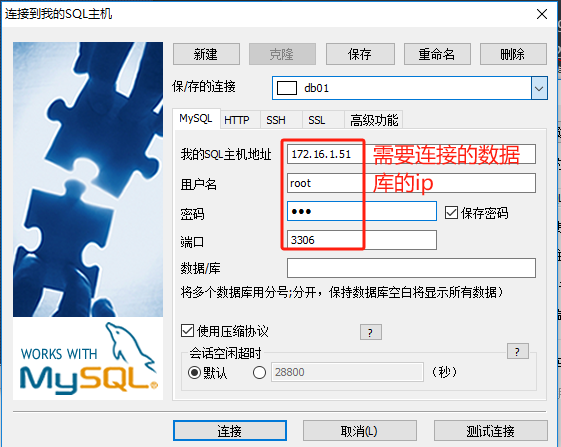 连接到我的SQL主机
新建 克隆 保存 重命名 删除
保/存的连接 db01
MySQL HTTP SSH SSL 高级功能
我的SQL主机地址 172.16.1.51
需要连接的数据
库的ip
用户名 root
密码 ●●● 保存密码
端口 3306
数据/库
将多个数据库用分号;分开，保持数据库空白将显示所有数据)
使用压缩协议 ?
会话空闲超时 ?
默认 28800 (秒)
WORKS WITH
MySQL®
连接 取消(L) 测试连接